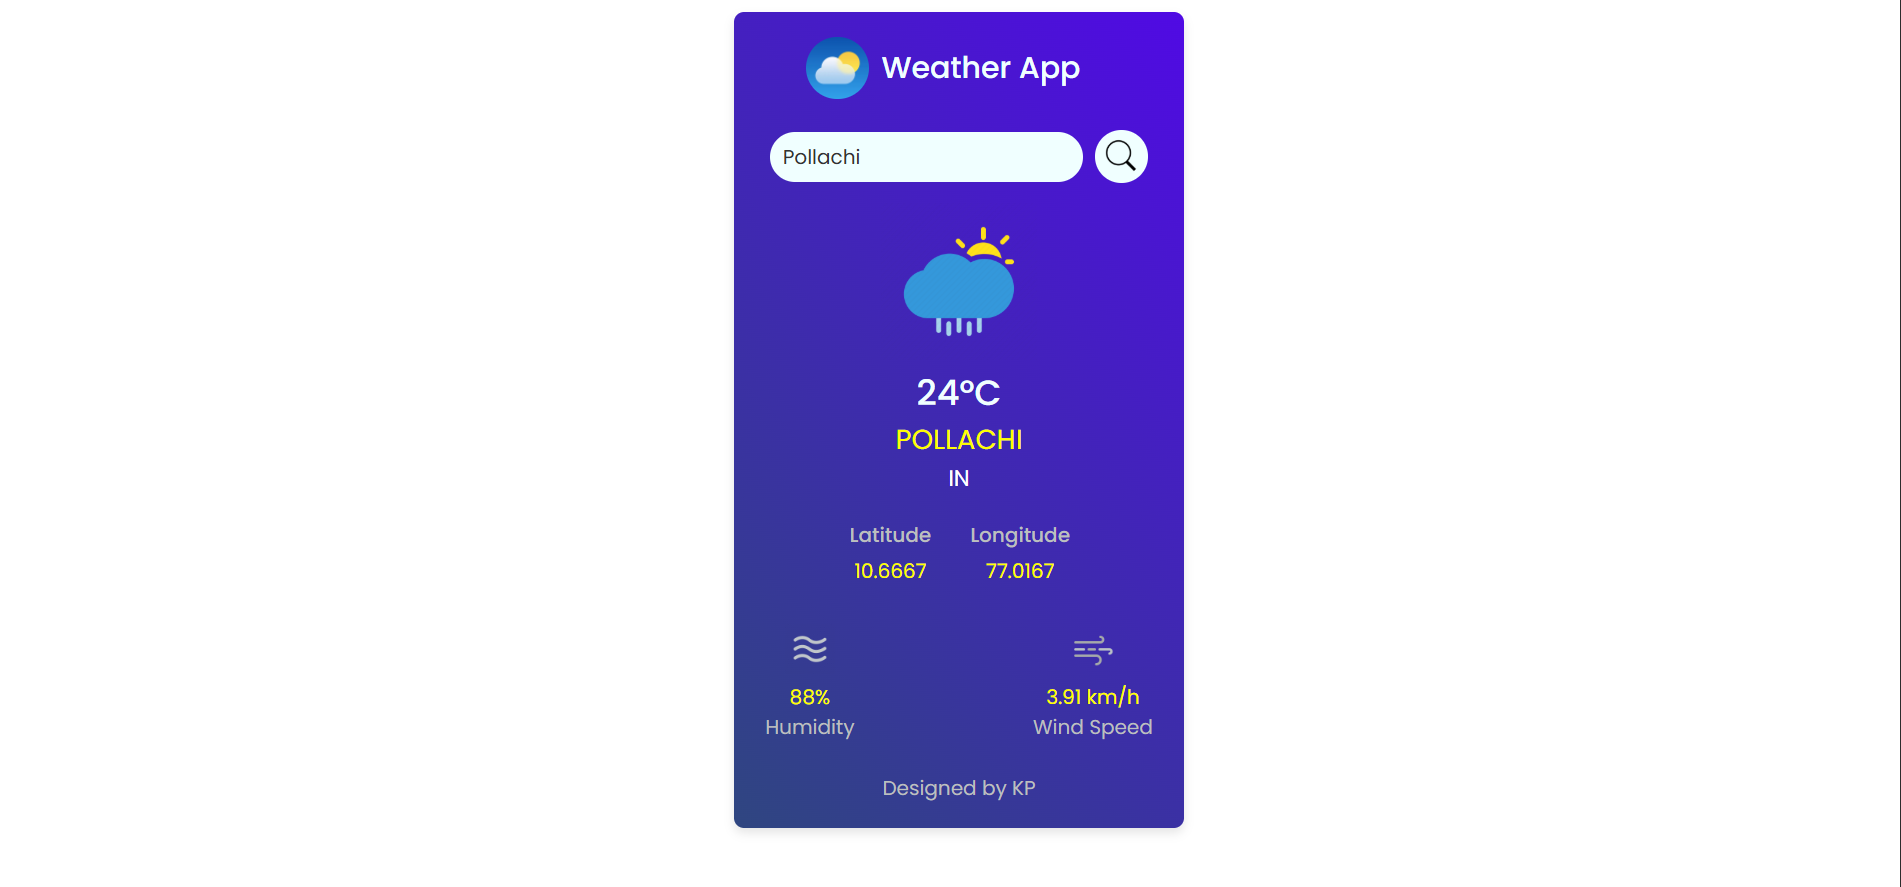 Weather App
Pollachi
24°C
POLLACHI
IN
Latitude Longitude
10.6667 77.0167
88% 3.91 km/h
Humidity Wind Speed
Designed by KP